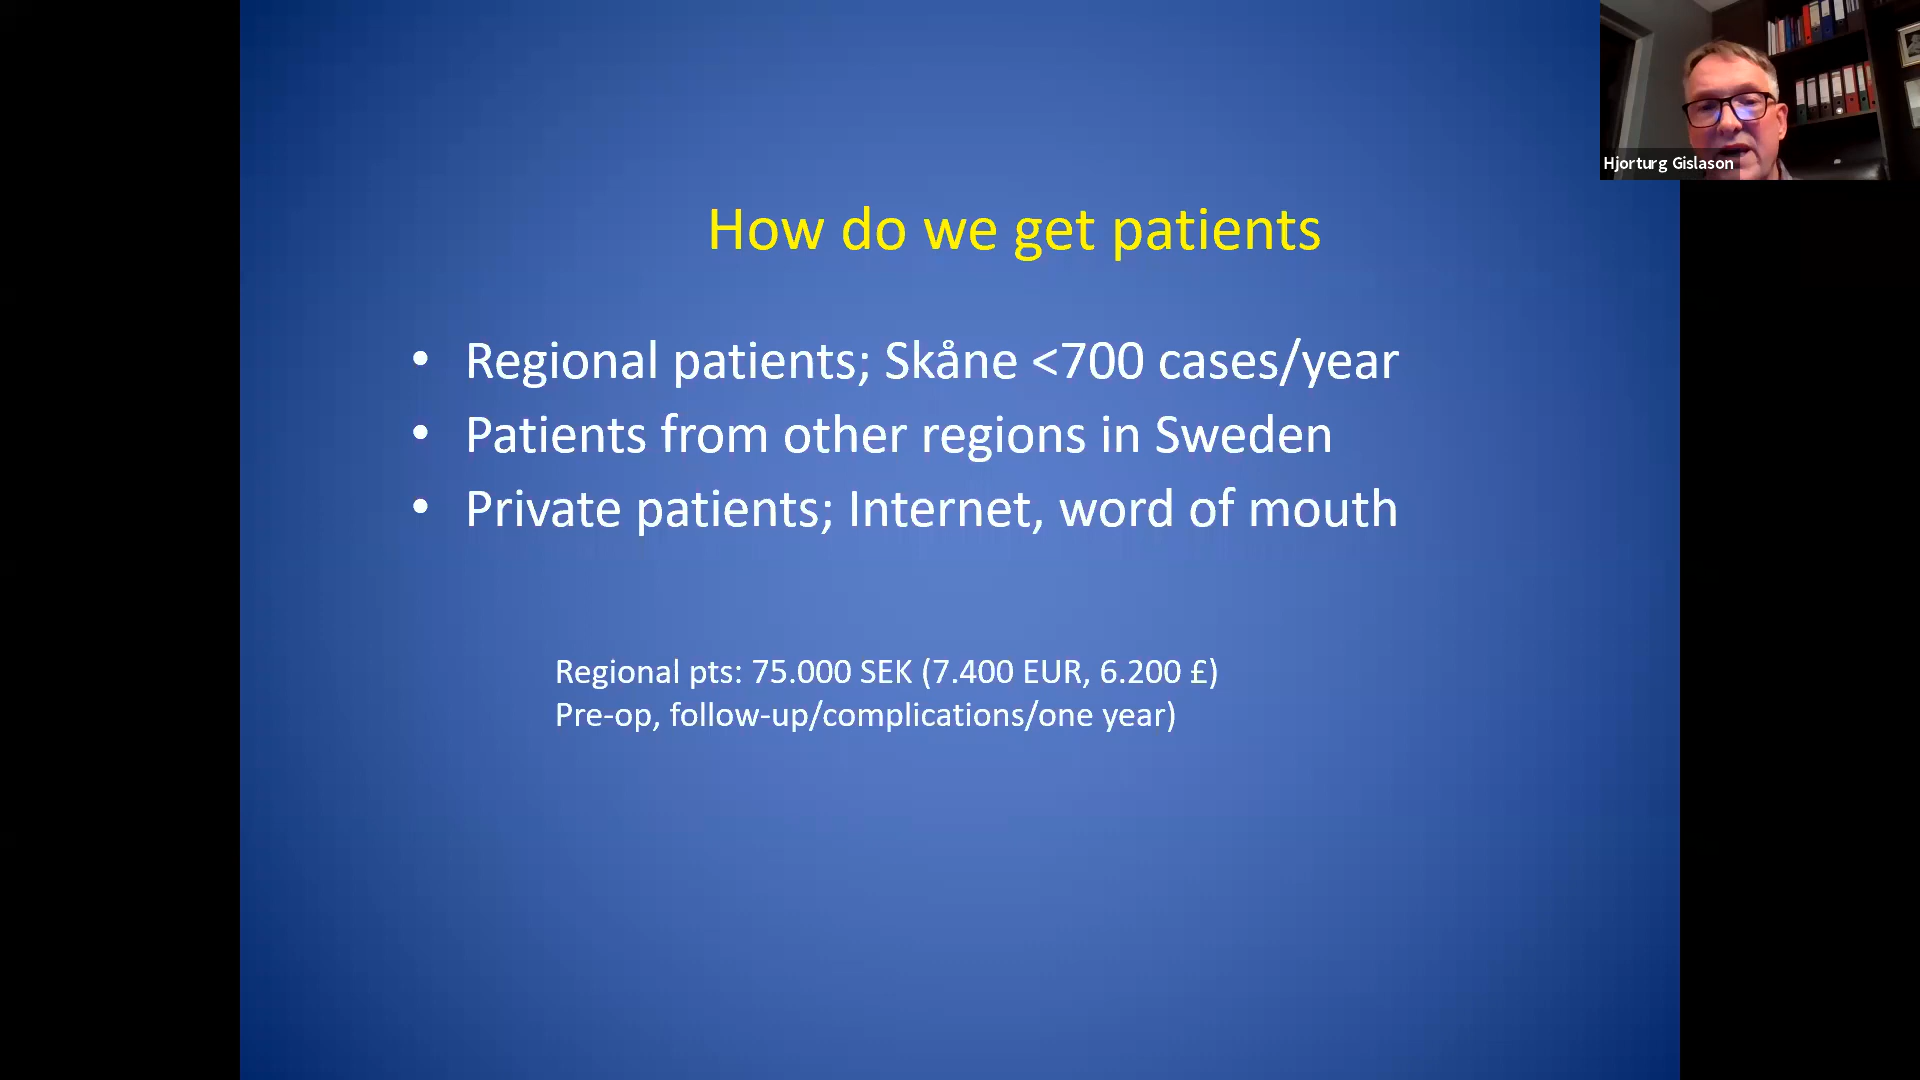 How do we get patients
• Regional patients; Skåne <700 cases/year
• Patients from other regions in Sweden
• Private patients; Internet, word of mouth
Regional pts: 75.000 SEK (7.400 EUR, 6.200 £)
Pre-op, follow-up/complications/one year)
Hjorturg Gislason